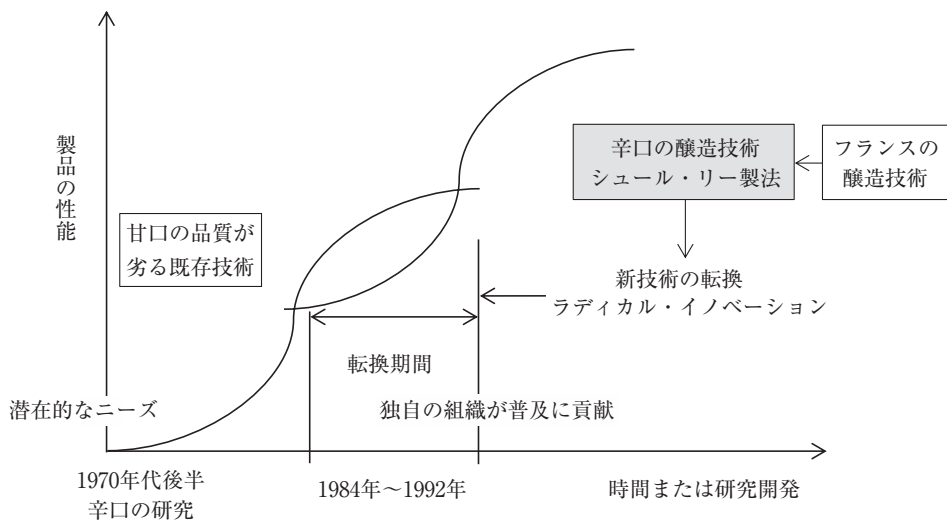 製品の性能
甘口の品質が
劣る既存技術
辛口の醸造技術
シュール・リー製法
フランスの
醸造技術
新技術の転換
ラディカル・イノベーション
転換期間
潜在的なニーズ
独自の組織が普及に貢献
1970年代後半
辛口の研究
1984年～1992年
時間または研究開発